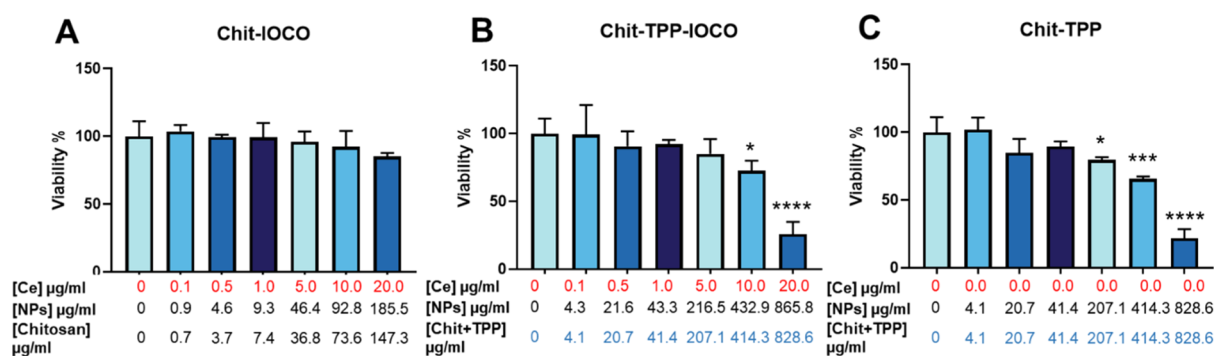 A
Chit-IOCO
Viability %
150
100
50
0
[Ce] µg/ml 0 0.1 0.5 1.0 5.0 10.0 20.0
[NPs] µg/ml 0 0.9 4.6 9.3 46.4 92.8 185.5
[Chitosan] 0 0.7 3.7 7.4 36.8 73.6 147.3
µg/ml
B
Chit-TPP-IOCO
Viability %
150
100
50
0
*
****
[Ce] µg/ml 0 0.1 0.5 1.0 5.0 10.0 20.0
[NPs] µg/ml 0 4.3 21.6 43.3 216.5 432.9 865.8
[Chit+TPP] 0 4.1 20.7 41.4 207.1 414.3 828.6
µg/ml
C
Chit-TPP
Viability %
150
100
50
0
*
***
****
[Ce] µg/ml 0 0.0 0.0 0.0 0.0 0.0 0.0
[NPs] µg/ml 0 4.1 20.7 41.4 207.1 414.3 828.6
[Chit+TPP] 0 4.1 20.7 41.4 207.1 414.3 828.6
µg/ml